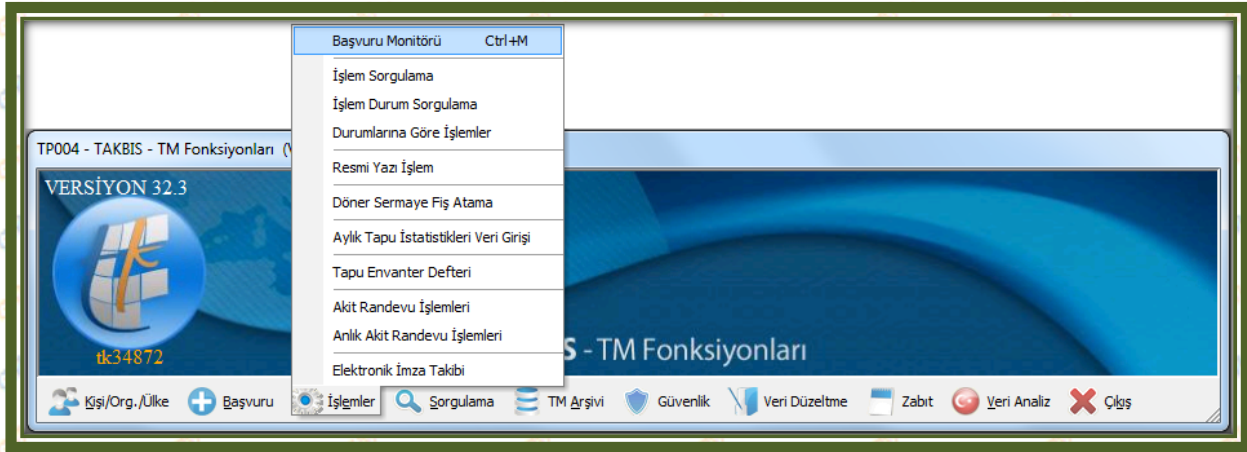 Başvuru Monitörü Ctrl+M
İşlem Sorgulama
İşlem Durum Sorgulama
Durumlarına Göre İşlemler
Resmi Yazı İşlem
Döner Sermaye Fiş Atama
Aylık Tapu İstatistikleri Veri Girişi
Tapu Envanter Defteri
Akit Randevu İşlemleri
Anlık Akit Randevu İşlemleri
Elektronik İmza Takibi
TP004 - TAKBIS - TM Fonksiyonları (V
VERSİYON 32.3
tk34872
S - TM Fonksiyonları
Kişi/Org./Ülke Başvuru İşlemler Sorgulama TM Arşivi Güvenlik Veri Düzeltme Zabıt Veri Analiz Çıkış